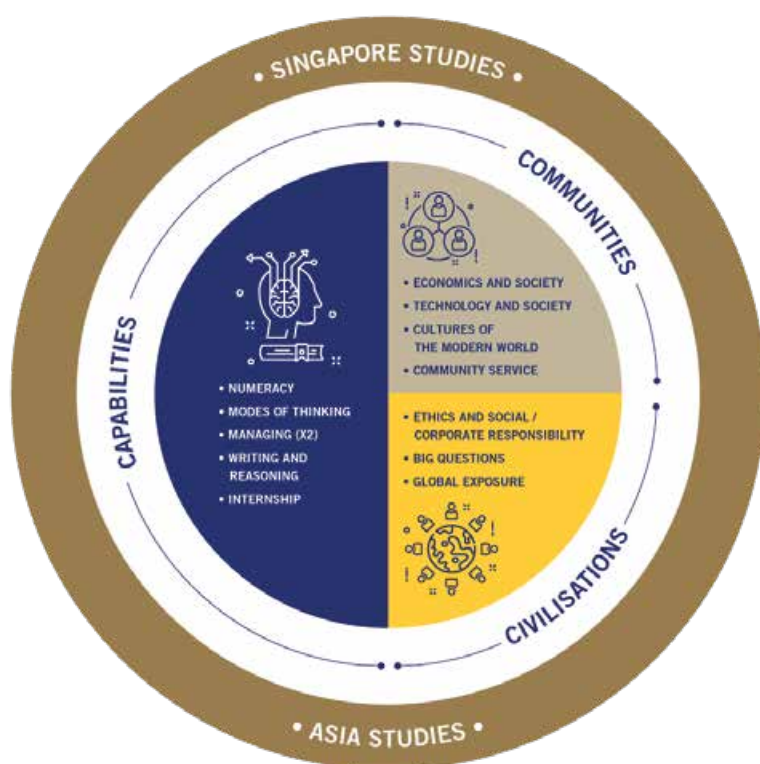 • SINGAPORE STUDIES •
CAPABILITIES
• NUMERACY
• MODES OF THINKING
• MANAGING (X2)
• WRITING AND
REASONING
• INTERNSHIP
COMMUNITIES
• ECONOMICS AND SOCIETY
• TECHNOLOGY AND SOCIETY
• CULTURES OF
THE MODERN WORLD
• COMMUNITY SERVICE
• ETHICS AND SOCIAL /
CORPORATE RESPONSIBILITY
• BIG QUESTIONS
• GLOBAL EXPOSURE
CIVILISATIONS
• ASIA STUDIES •